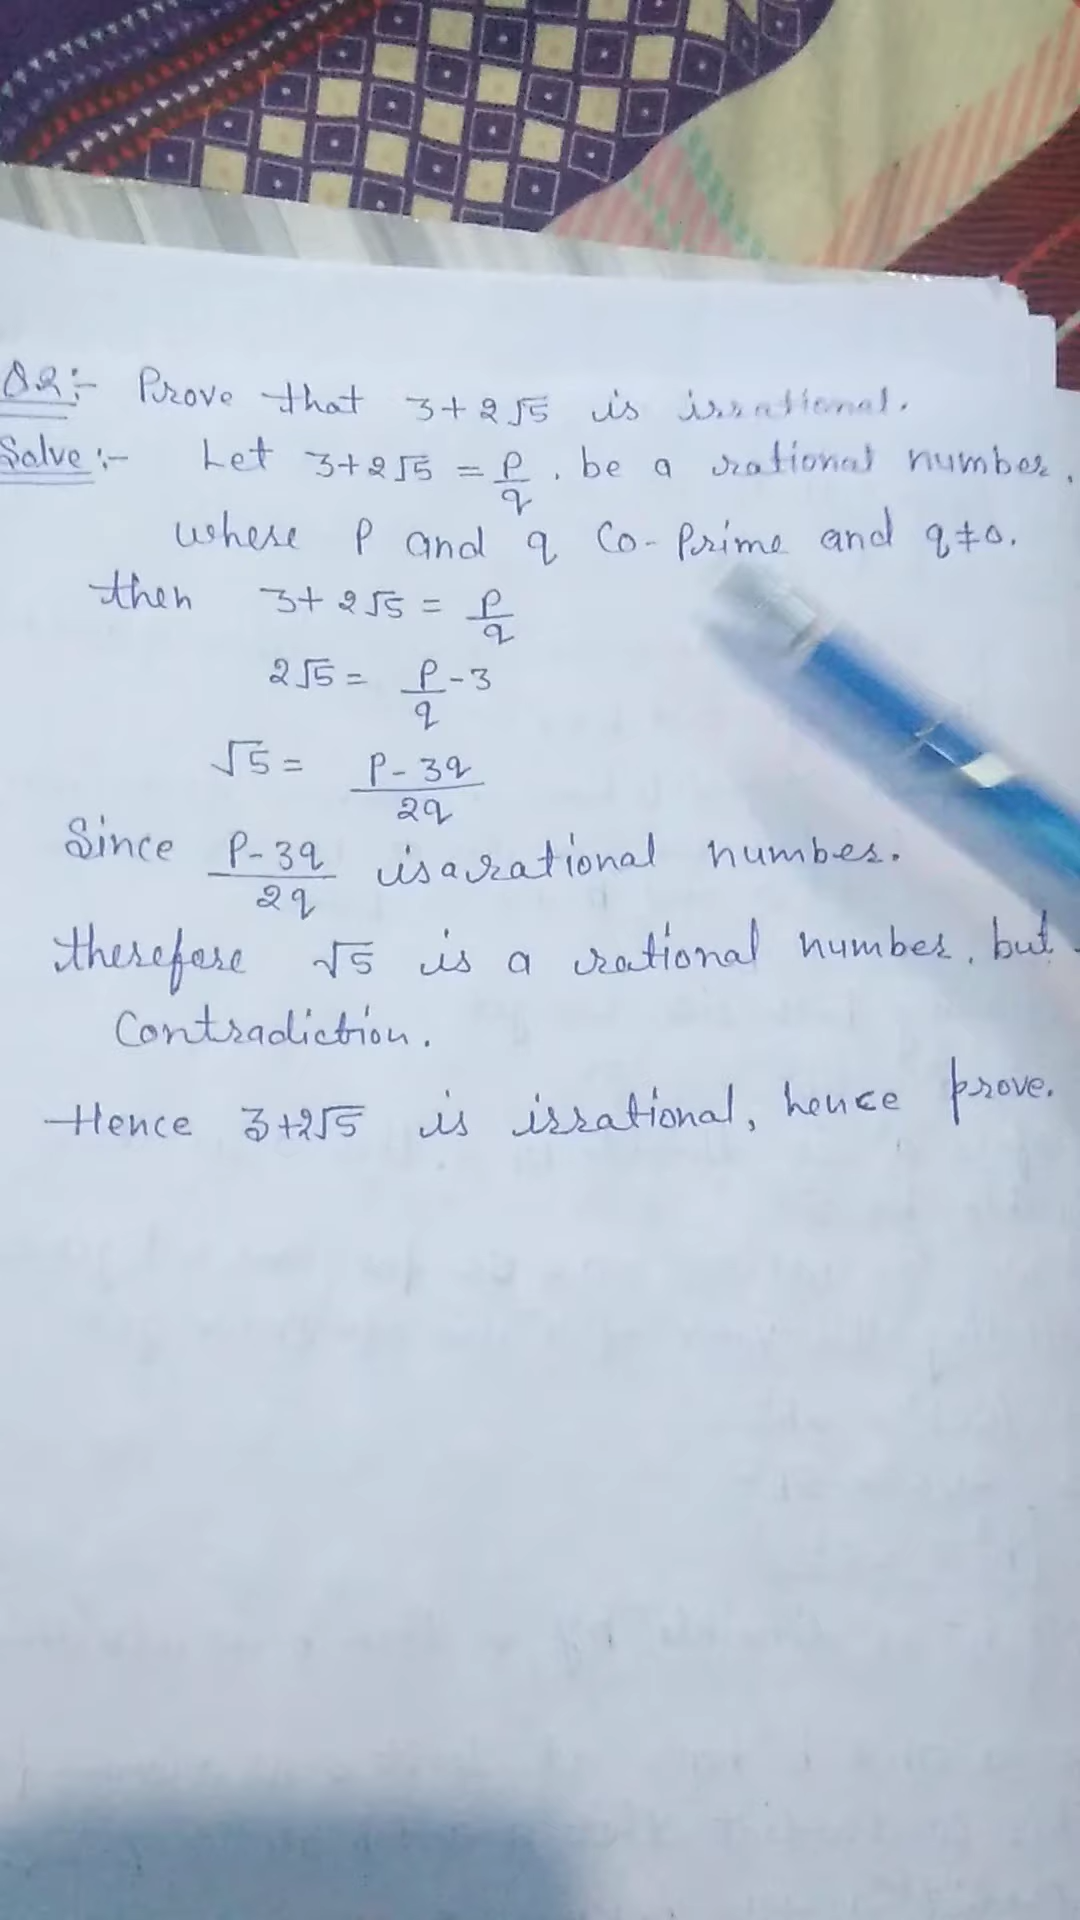 Q2:- Prove that 3+2√5 is irrational.
Solve:- Let 3+2√5 = P/q, be a rational number,
where P and q Co-Prime and q≠0.
then 3+2√5 = P/q
2√5 = P/q - 3
√5 = P-3q/2q
Since P-3q/2q is a rational number.
therefore √5 is a rational number, but
Contradiction.
Hence 3+2√5 is irrational, hence prove.